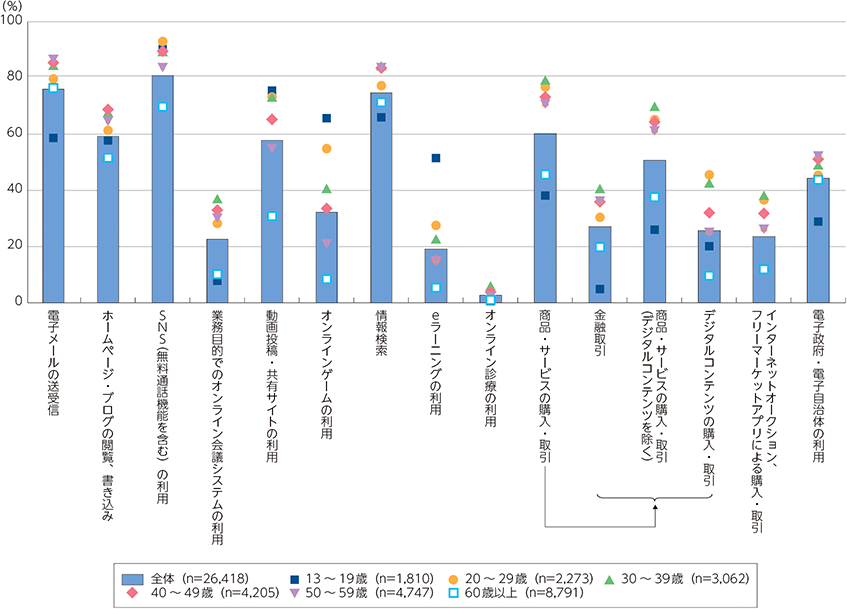 (%)
100
80
60
40
20
0
電子メールの送受信
ホームページ・ブログの閲覧、書き込み
SNS(無料通話機能を含む)の利用
業務目的でのオンライン会議システムの利用
動画投稿・共有サイトの利用
オンラインゲームの利用
情報検索
eラーニングの利用
オンライン診療の利用
商品・サービスの購入・取引
金融取引
商品・サービスの購入・取引
(デジタルコンテンツを除く)
デジタルコンテンツの購入・取引
インターネットオークション、
フリーマーケットアプリによる購入・取引
電子政府・電子自治体の利用
全体(n=26,418) 13~19歳(n=1,810) 20~29歳(n=2,273) 30~39歳(n=3,062)
40~49歳(n=4,205) 50~59歳(n=4,747) 60歳以上(n=8,791)